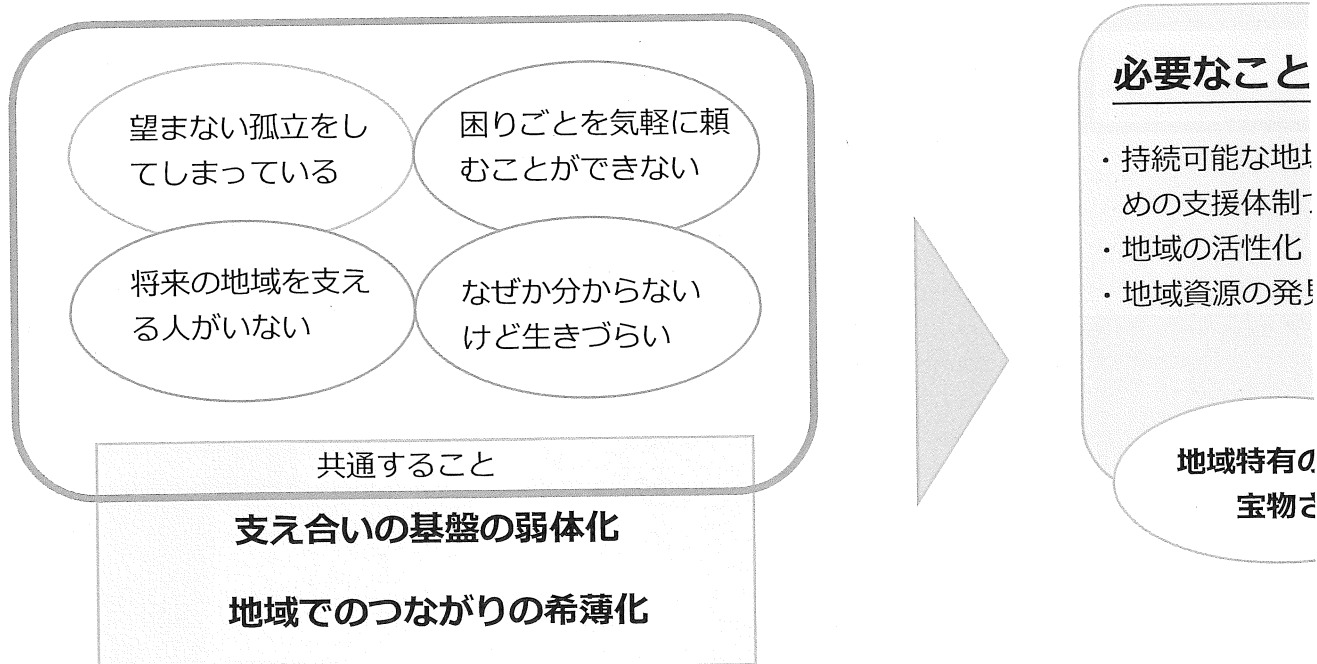 望まない孤立をし
てしまっている
困りごとを気軽に頼
むことができない
将来の地域を支え
る人がいない
なぜか分からない
けど生きづらい
共通すること
支え合いの基盤の弱体化
地域でのつながりの希薄化
必要なこと
・持続可能な地
めの支援体制
・地域の活性化
・地域資源の発
地域特有の
宝物さ